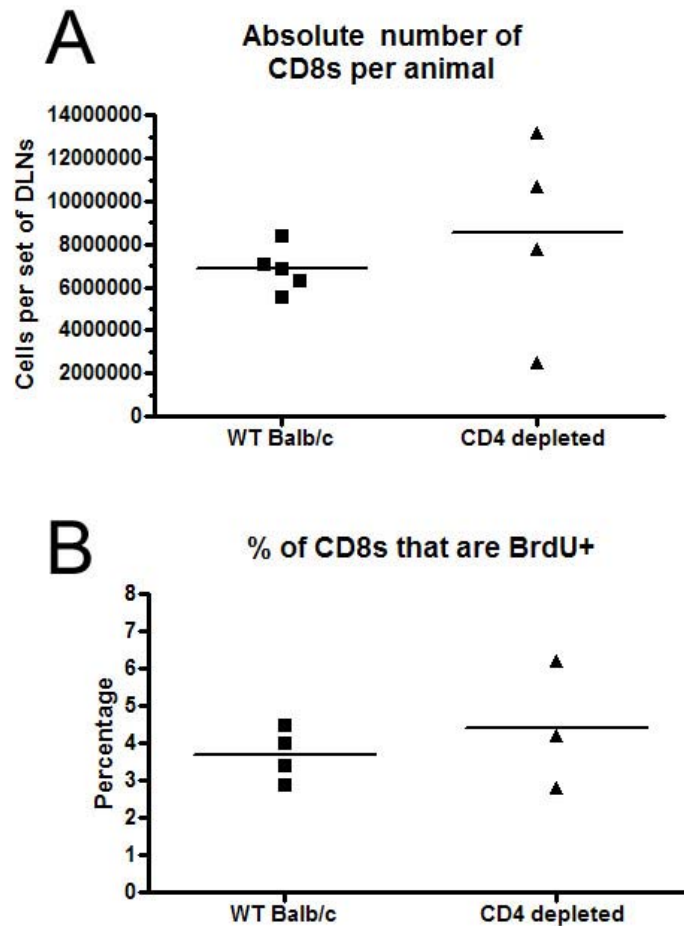 A
Absolute number of
CD8s per animal
Cells per set of DLNs
14000000
12000000
10000000
8000000
6000000
4000000
2000000
0
WT Balb/c
CD4 depleted
B
% of CD8s that are BrdU+
Percentage
8
7
6
5
4
3
2
1
0
WT Balb/c
CD4 depleted